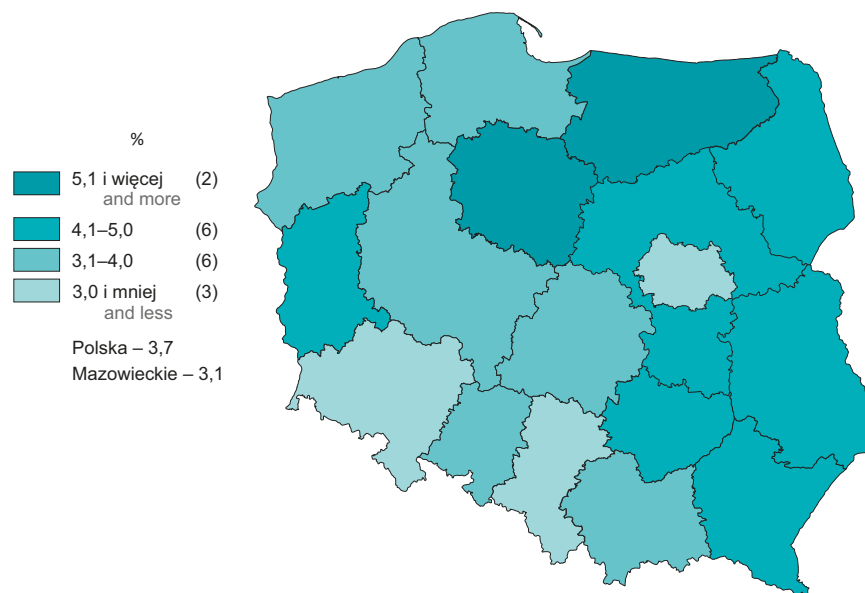 %
5,1 i więcej (2)
and more
4,1–5,0 (6)
3,1–4,0 (6)
3,0 i mniej (3)
and less
Polska – 3,7
Mazowieckie – 3,1